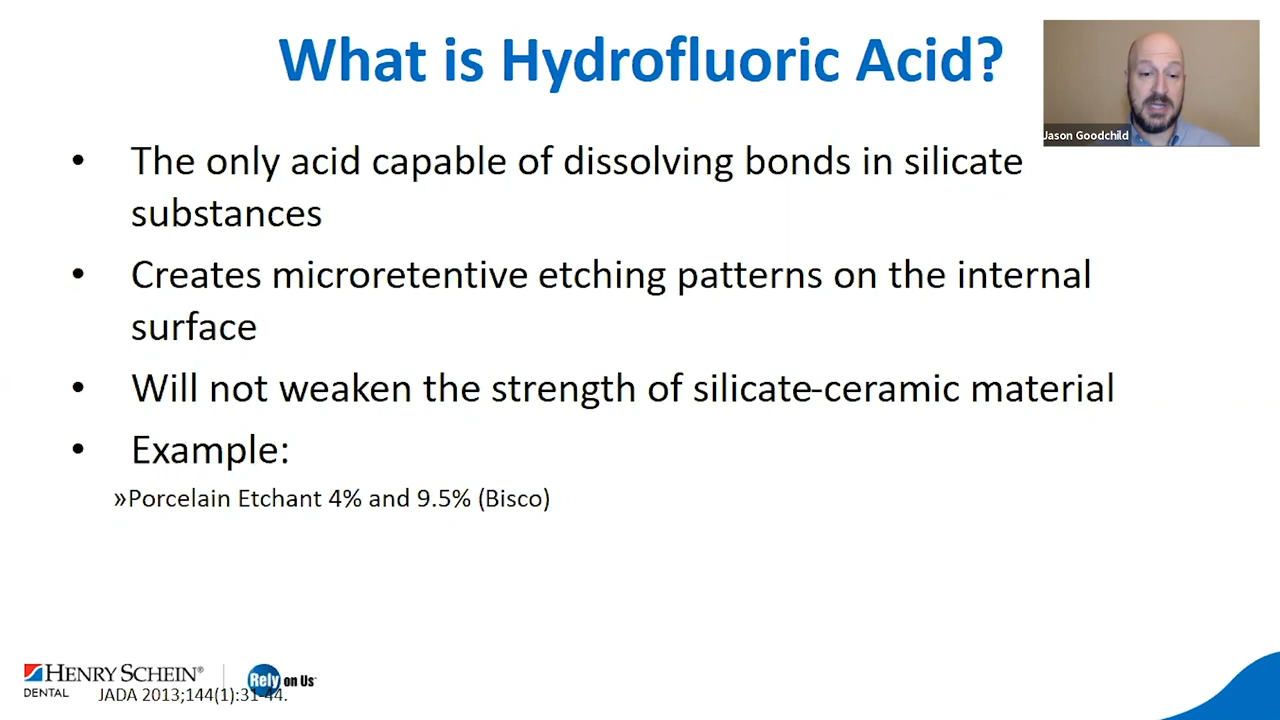 What is Hydrofluoric Acid?
Jason Goodchild
• The only acid capable of dissolving bonds in silicate
substances
• Creates microretentive etching patterns on the internal
surface
• Will not weaken the strength of silicate-ceramic material
• Example:
»Porcelain Etchant 4% and 9.5% (Bisco)
HENRY SCHEIN®
DENTAL
Rely on Us™
JADA 2013;144(1):31-44.